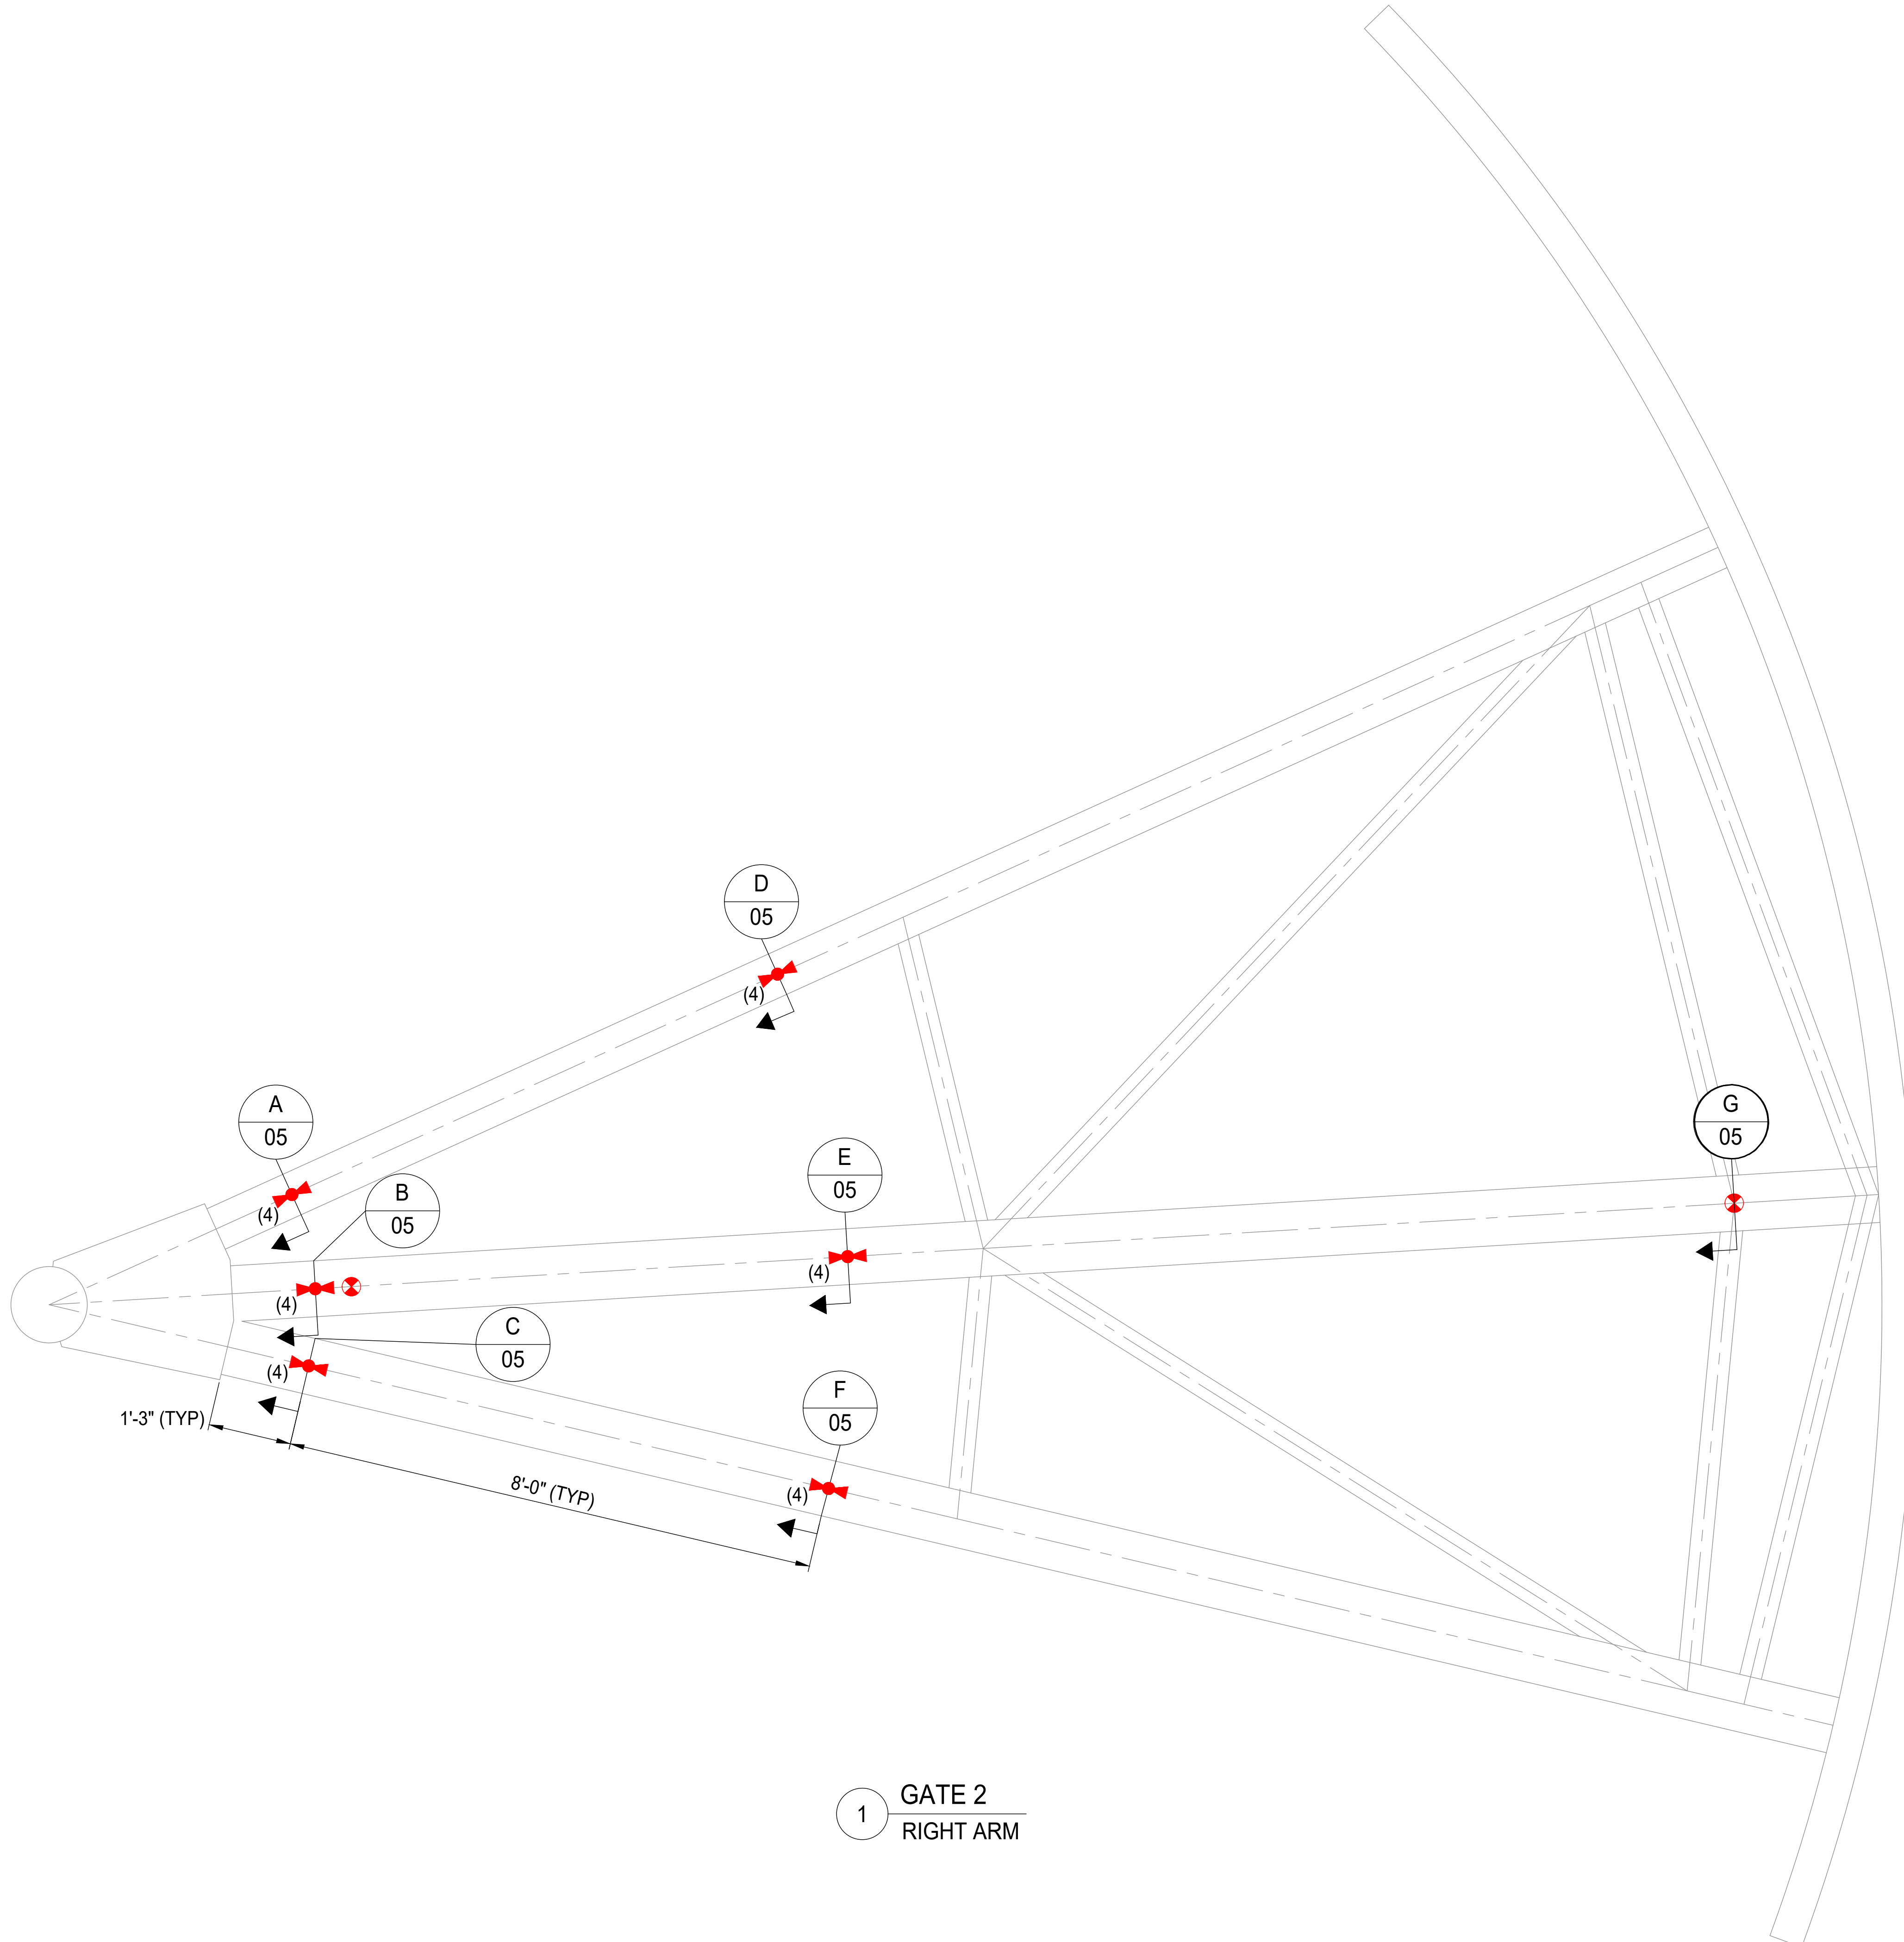 D
05
(4)
A
05
(4)
G
05
E
05
(4)
B
05
(4)
C
05
(4)
F
05
(4)
1'-3" (TYP)
8'-0" (TYP)
1
GATE 2
RIGHT ARM